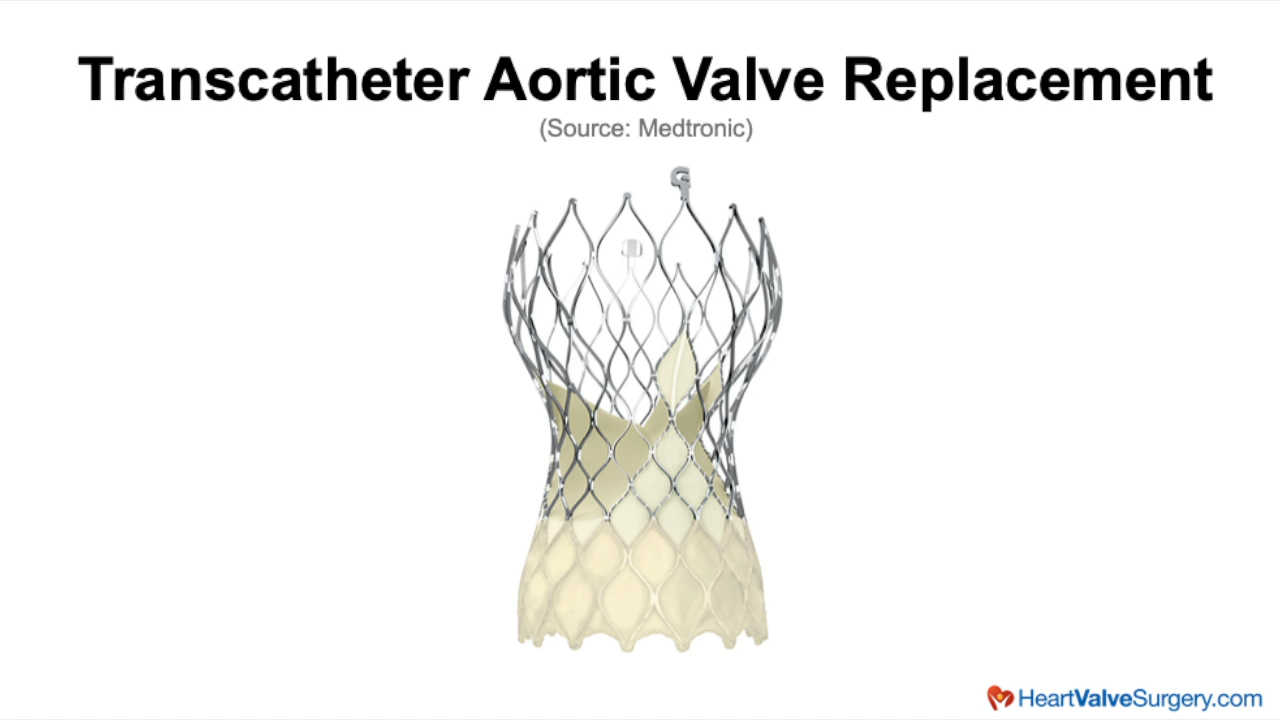 Transcatheter Aortic Valve Replacement
(Source: Medtronic)
HeartValveSurgery.com